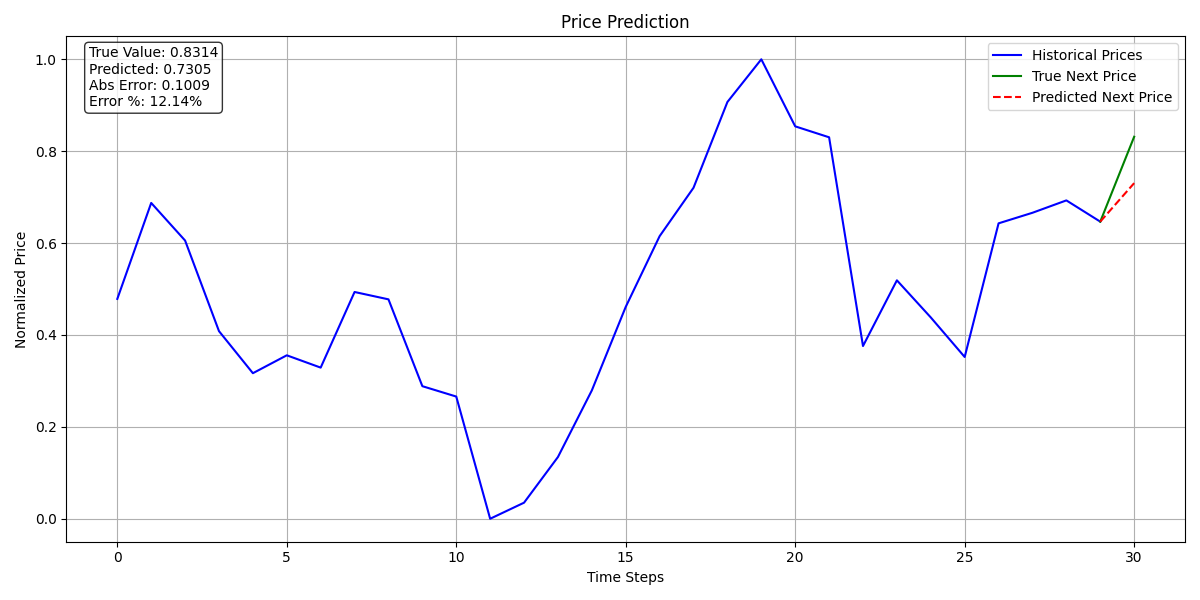 Price Prediction
True Value: 0.8314
Predicted: 0.7305
Abs Error: 0.1009
Error %: 12.14%
Historical Prices
True Next Price
Predicted Next Price
Normalized Price
1.0
0.8
0.6
0.4
0.2
0.0
0 5 10 15 20 25 30
Time Steps